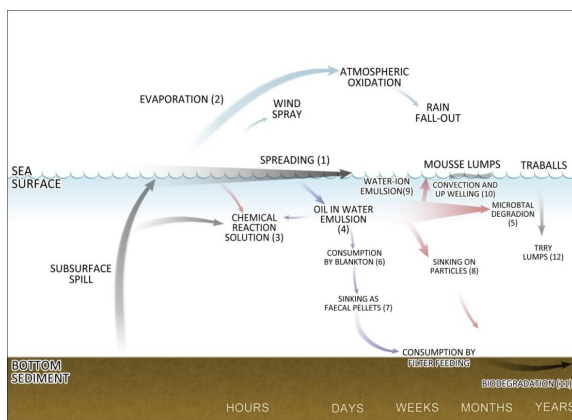 ATMOSPHERIC
OXIDATION
EVAPORATION (2)
WIND
SPRAY
RAIN
FALL-OUT
SPREADING (1)
MOUSSE LUMPS
TRABALLS
SEA
SURFACE
WATER-ION
EMULSION(9)
CONVECTION AND
UP WELLING (10)
CHEMICAL
REACTION
SOLUTION (3)
OIL IN WATER
EMULSION
(4)
MICROBTAL
DEGRADION
(5)
CONSUMPTION
BY BLANKTON (6)
TRRY
LUMPS (12)
SUBSURFACE
SPILL
SINKING ON
PARTICLES (8)
SINKING AS
FAECAL PELLETS (7)
CONSUMPTION BY
FILTER FEEDING
BOTTOM
SEDIMENT
BIODEGRADATION (11)
HOURS
DAYS
WEEKS
MONTHS
YEARS